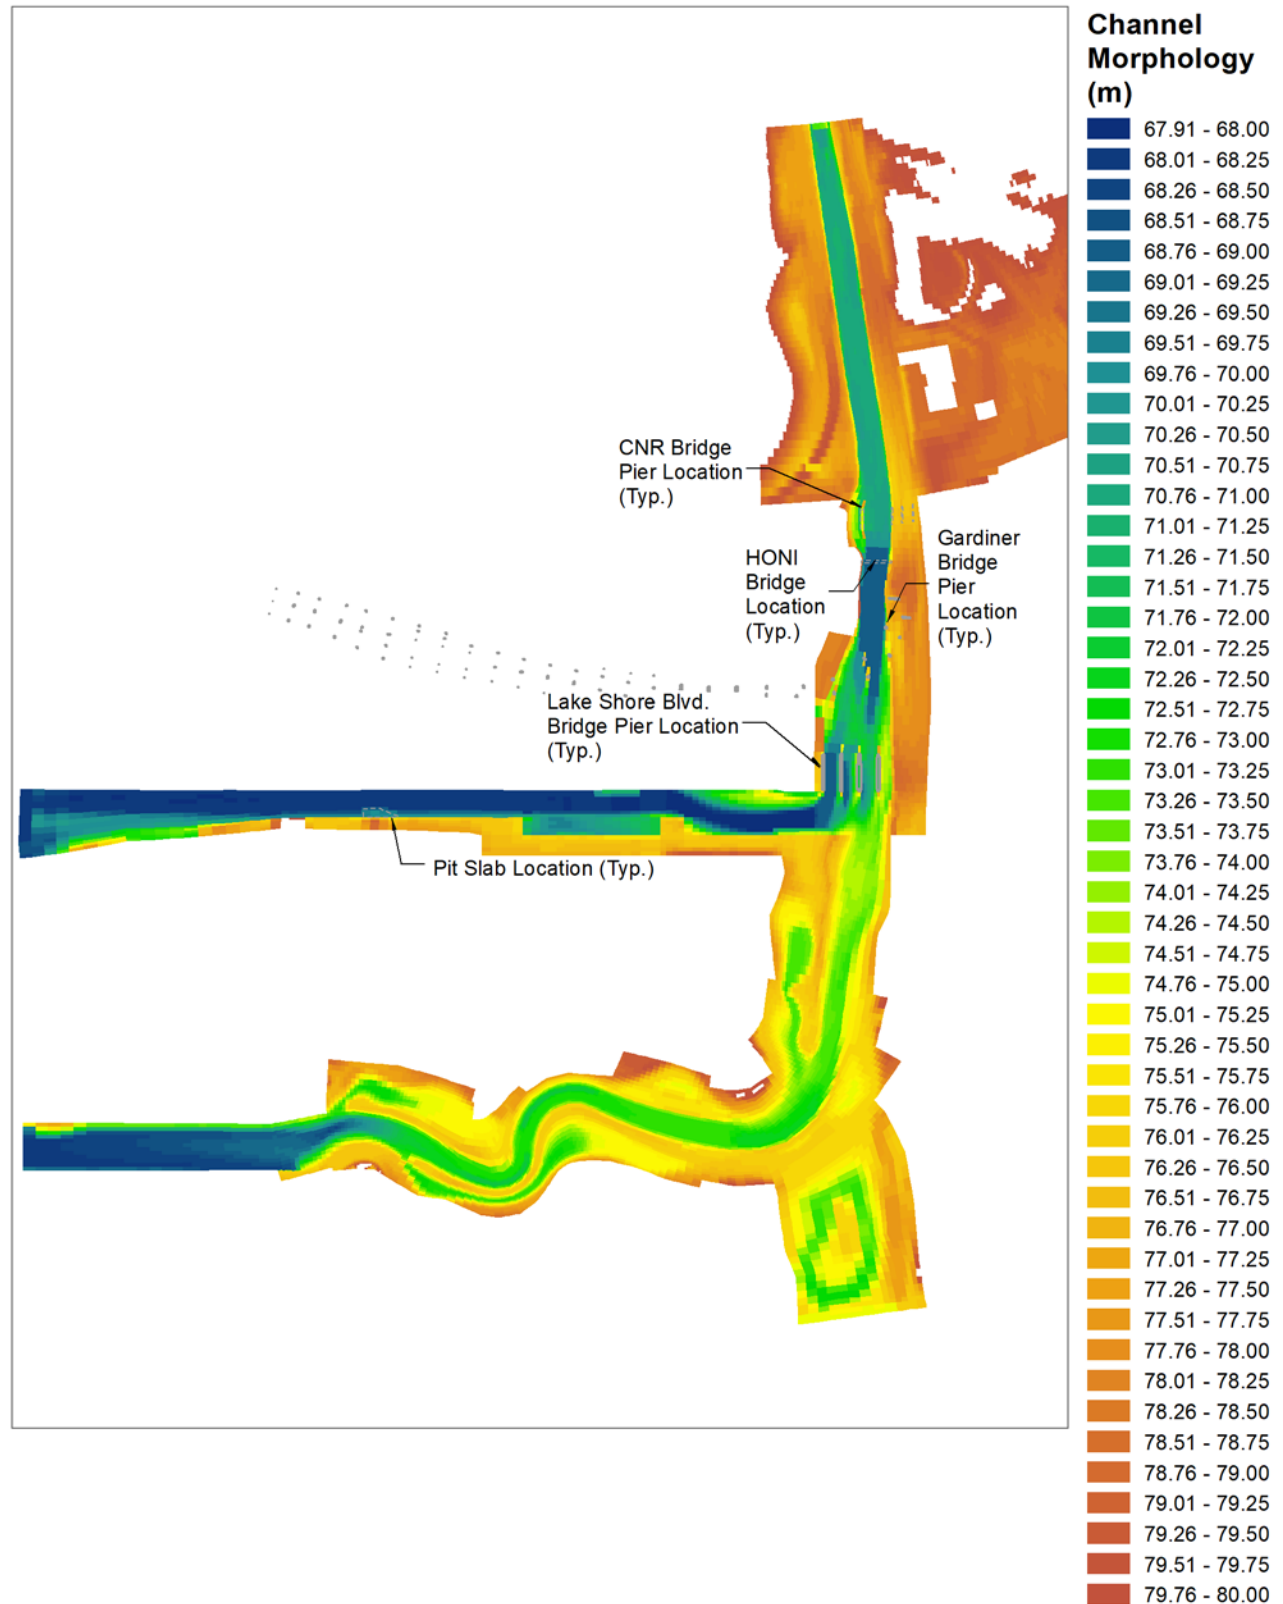 Channel
Morphology
(m)
67.91 - 68.00
68.01 - 68.25
68.26 - 68.50
68.51 - 68.75
68.76 - 69.00
69.01 - 69.25
69.26 - 69.50
69.51 - 69.75
69.76 - 70.00
70.01 - 70.25
70.26 - 70.50
70.51 - 70.75
70.76 - 71.00
71.01 - 71.25
71.26 - 71.50
71.51 - 71.75
71.76 - 72.00
72.01 - 72.25
72.26 - 72.50
72.51 - 72.75
72.76 - 73.00
73.01 - 73.25
73.26 - 73.50
73.51 - 73.75
73.76 - 74.00
74.01 - 74.25
74.26 - 74.50
74.51 - 74.75
74.76 - 75.00
75.01 - 75.25
75.26 - 75.50
75.51 - 75.75
75.76 - 76.00
76.01 - 76.25
76.26 - 76.50
76.51 - 76.75
76.76 - 77.00
77.01 - 77.25
77.26 - 77.50
77.51 - 77.75
77.76 - 78.00
78.01 - 78.25
78.26 - 78.50
78.51 - 78.75
78.76 - 79.00
79.01 - 79.25
79.26 - 79.50
79.51 - 79.75
79.76 - 80.00
CNR Bridge
Pier Location
(Typ.)
HONI
Bridge
Location
(Typ.)
Gardiner
Bridge
Pier
Location
(Typ.)
Lake Shore Blvd.
Bridge Pier Location
(Typ.)
Pit Slab Location (Typ.)